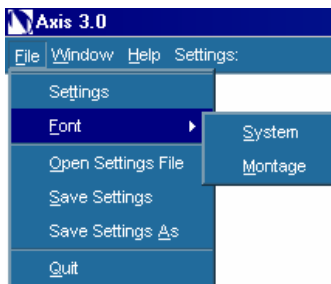 Axis 3.0
File Window Help Settings:
Settings
Font
System
Montage
Open Settings File
Save Settings
Save Settings As
Quit